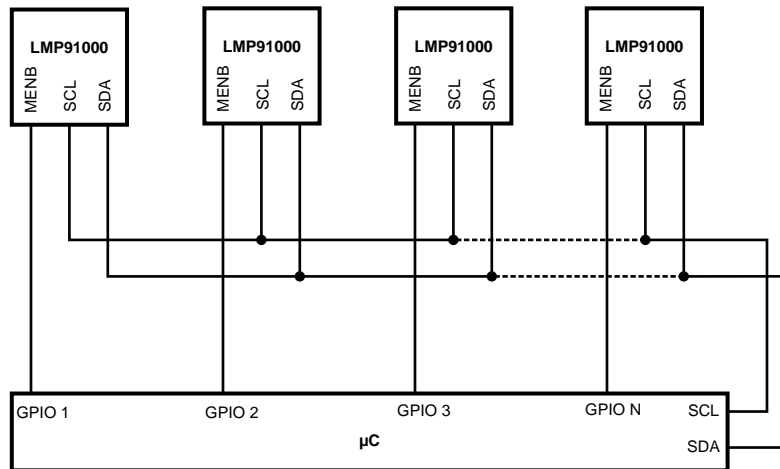 LMP91000 LMP91000 LMP91000 LMP91000
MENB SCL SDA MENB SCL SDA MENB SCL SDA MENB SCL SDA
GPIO 1 GPIO 2 GPIO 3 GPIO N SCL
µC SDA